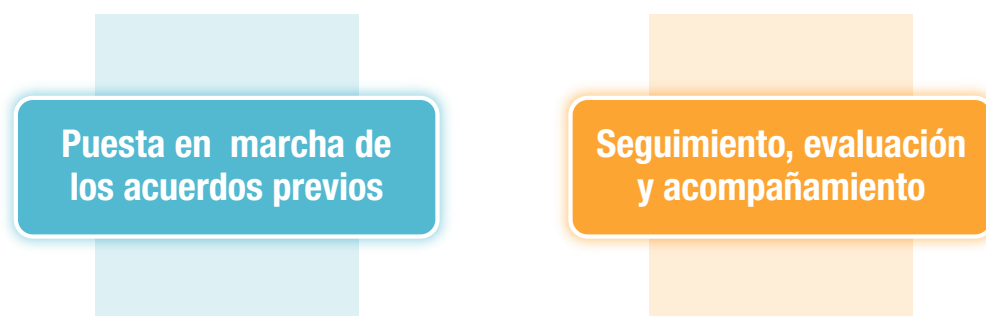 Puesta en  marcha de
los acuerdos previos
Seguimiento, evaluación
y acompañamiento